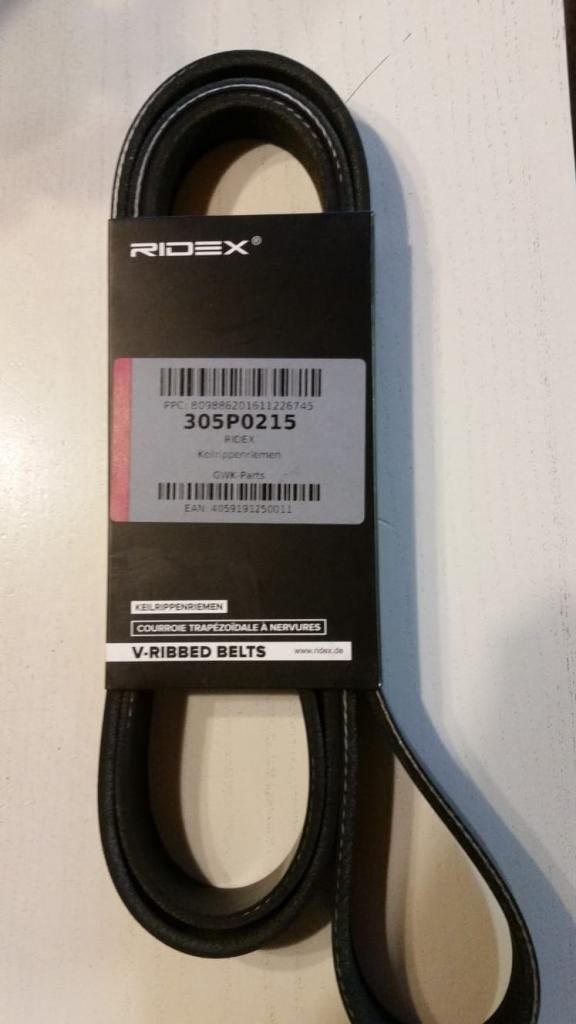 RIDEX®
PPC: 809886201611226745
305P0215
RIDEX
Keilrippenriemen
GWK-Parts
EAN: 4059191250011
KEILRIPPENRIEMEN
COURROIE TRAPÉZOÏDALE À NERVURES
V-RIBBED BELTS www.ridex.de